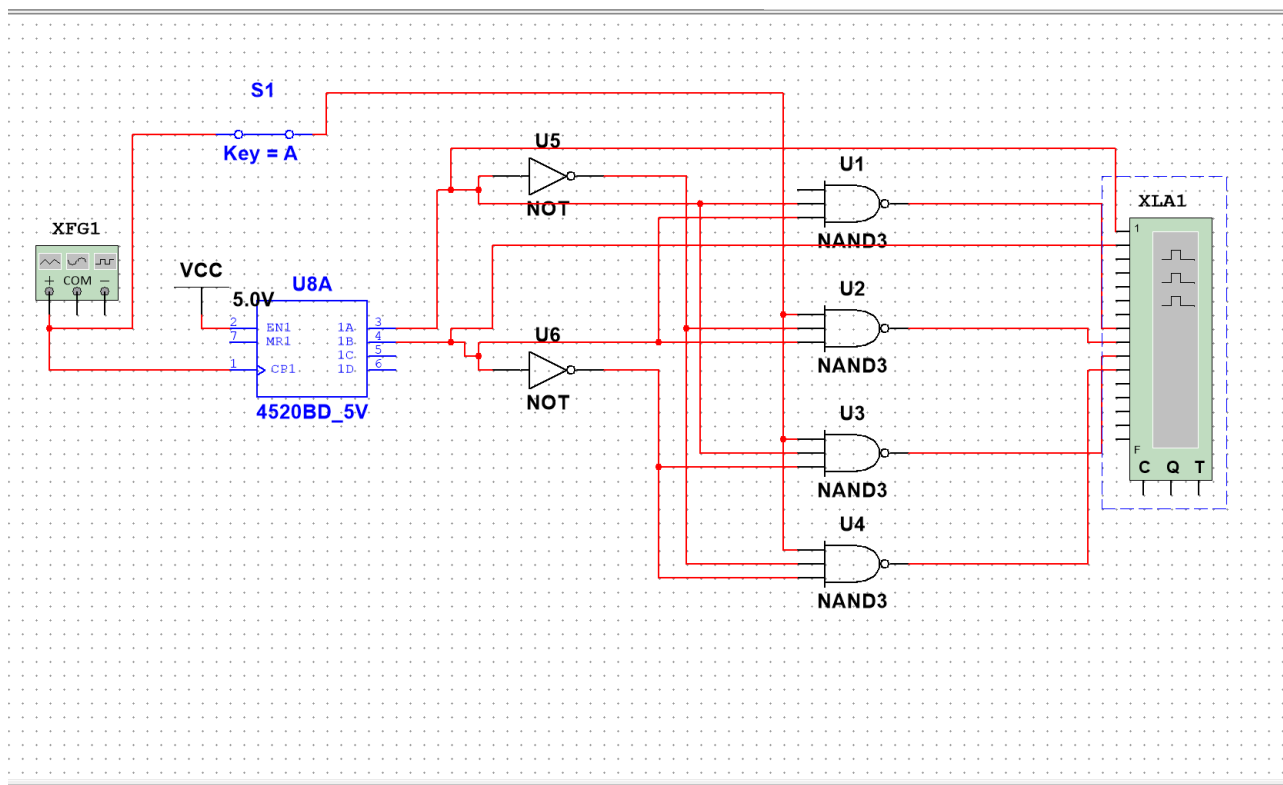 S1
Key = A
XFG1
+ COM −
VCC
5.0V
U8A
2 EN1 1A 3
7 MR1 1B 4
1C 5
1 CP1 1D 6
4520BD_5V
U5
NOT
U6
NOT
U1
NAND3
U2
NAND3
U3
NAND3
U4
NAND3
XLA1
1
F
C Q T